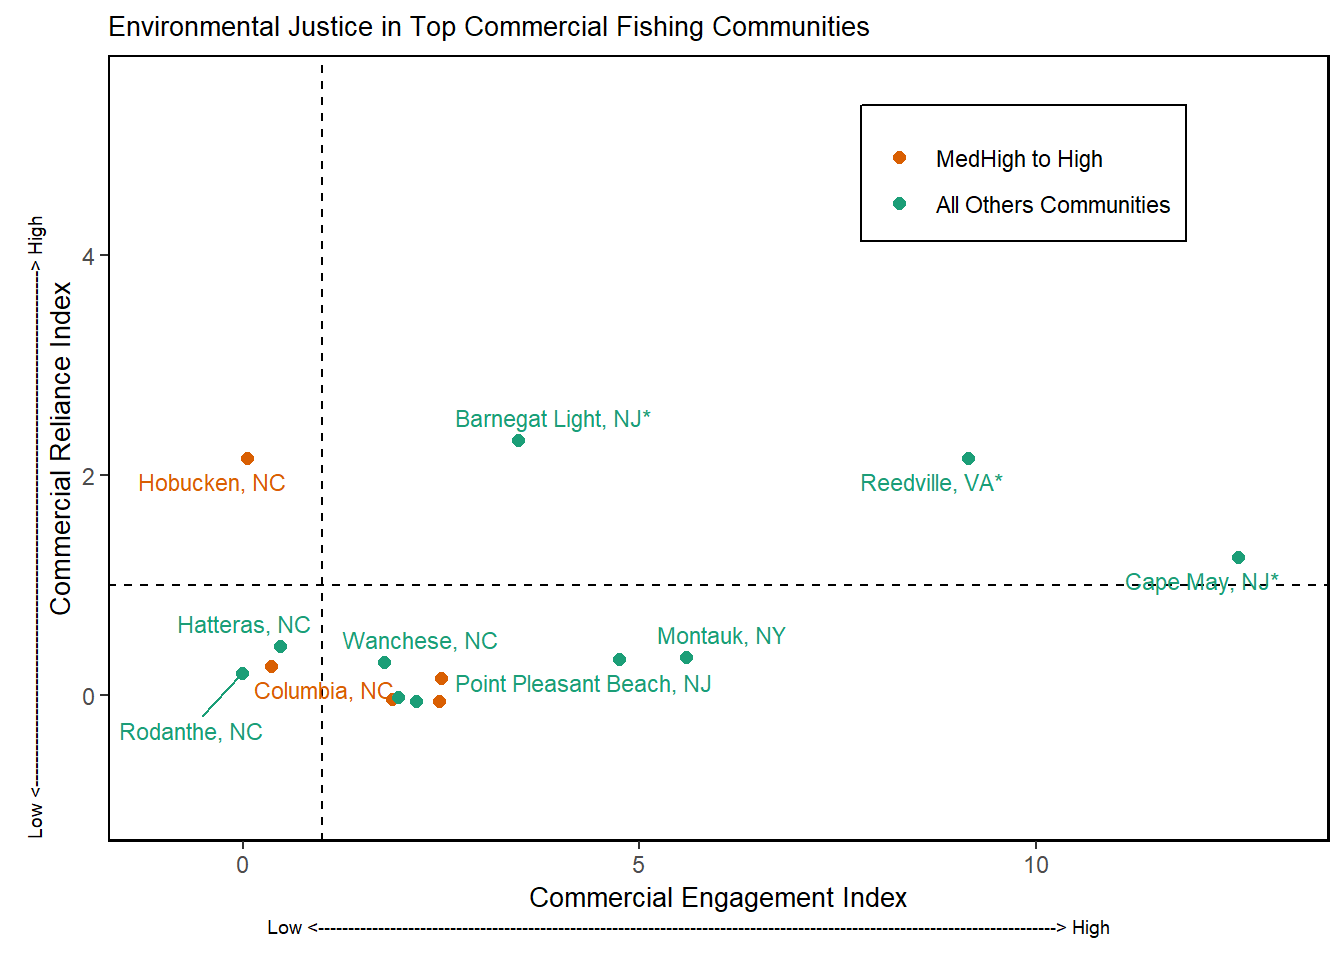 Environmental Justice in Top Commercial Fishing Communities
MedHigh to High
All Others Communities
Low <--------------------------------------------------------------------> High
Commercial Reliance Index
4
2
0
Barnegat Light, NJ*
Hobucken, NC
Reedville, VA*
Cape May, NJ*
Hatteras, NC
Wanchese, NC
Montauk, NY
Columbia, NC
Point Pleasant Beach, NJ
Rodanthe, NC
0
5
10
Commercial Engagement Index
Low <--------------------------------------------------------------------> High